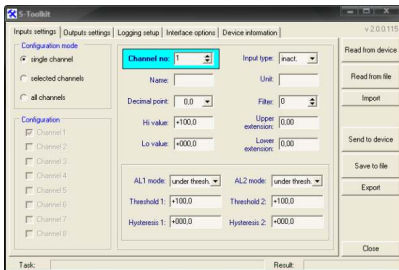 S-Toolkit
Inputs settings Outputs settings Logging setup Interface options Device information v 2.0.0.115
Configuration mode
single channel
selected channels
all channels
Configuration
Channel 1
Channel 2
Channel 3
Channel 4
Channel 5
Channel 6
Channel 7
Channel 8
Channel no: 1 Input type: inact.
Name: Unit:
Decimal point: 0,0 Filter: 0
Hi value: +100,0 Upper extension: 0,00
Lo value: +000,0 Lower extension: 0,00
AL1 mode: under thresh. AL2 mode: under thresh.
Threshold 1: +100,0 Threshold 2: +100,0
Hysteresis 1: +000,0 Hysteresis 2: +000,0
Read from device
Read from file
Import
Send to device
Save to file
Export
Close
Task: Result: